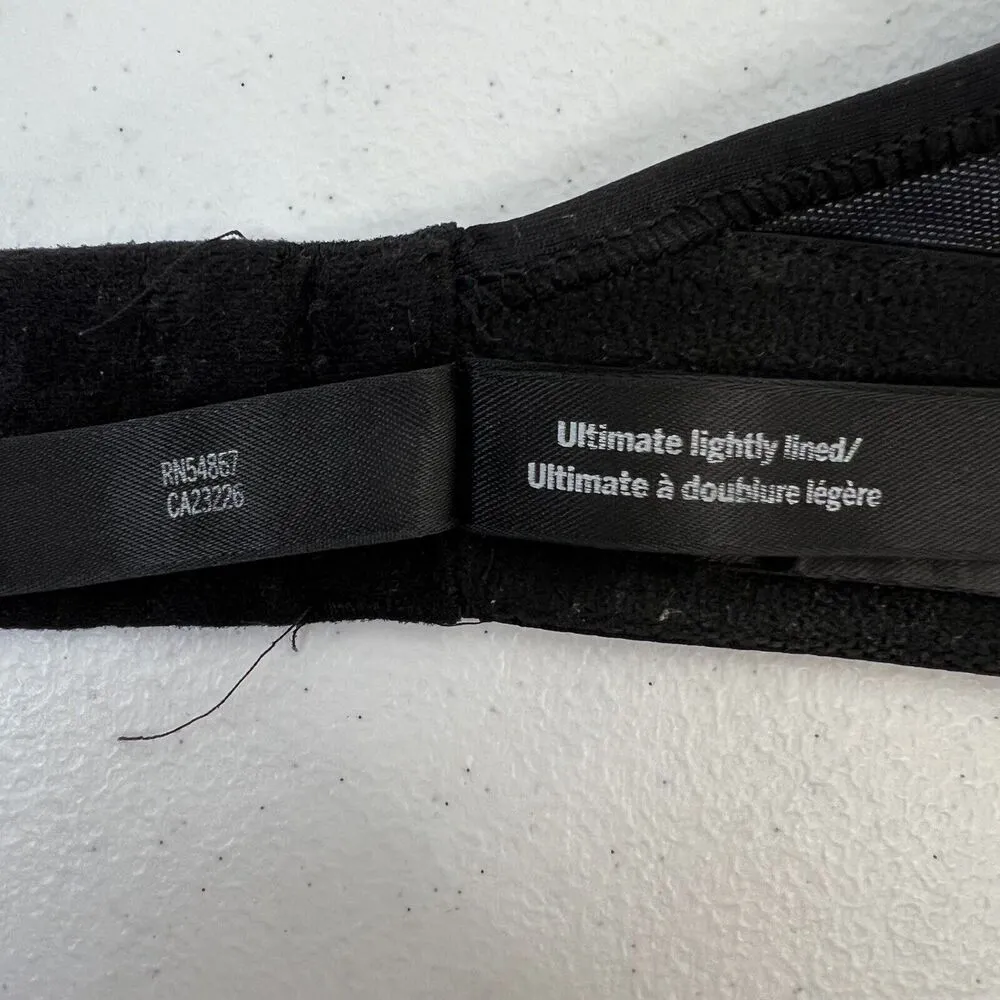 RN54867
CA23226
Ultimate lightly lined/
Ultimate à doublure légère